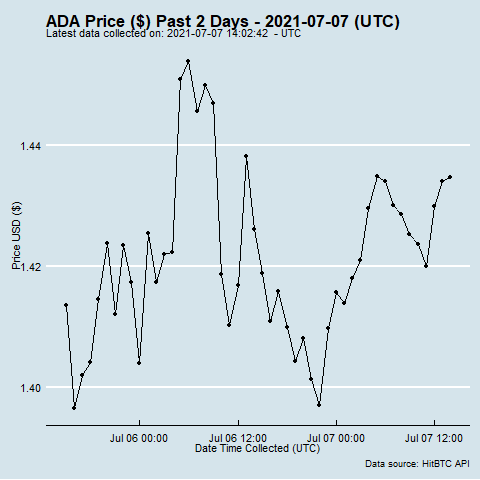 ADA Price ($) Past 2 Days - 2021-07-07 (UTC)
Latest data collected on: 2021-07-07 14:02:42  - UTC
1.44
1.42
1.40
Price USD ($)
Jul 06 00:00 Jul 06 12:00 Jul 07 00:00 Jul 07 12:00
Date Time Collected (UTC)
Data source: HitBTC API